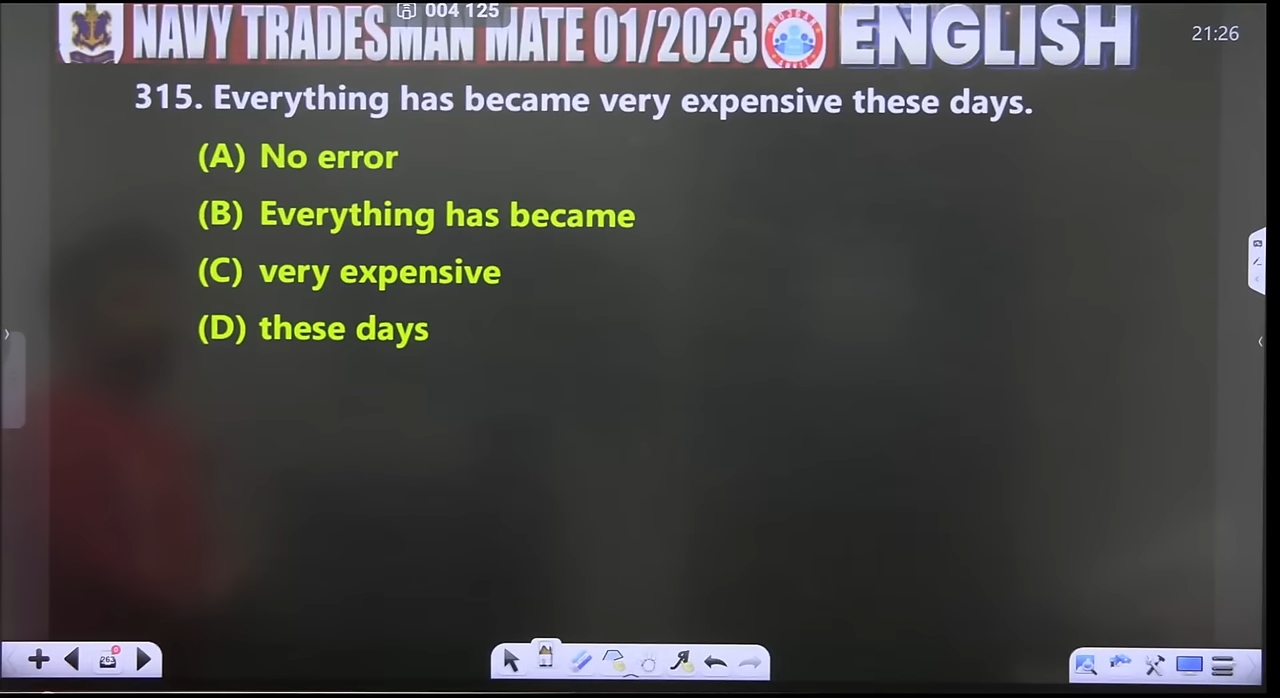 004 125
NAVY TRADESMAN MATE 01/2023 ENGLISH
21:26
315. Everything has became very expensive these days.
(A) No error
(B) Everything has became
(C) very expensive
(D) these days
263